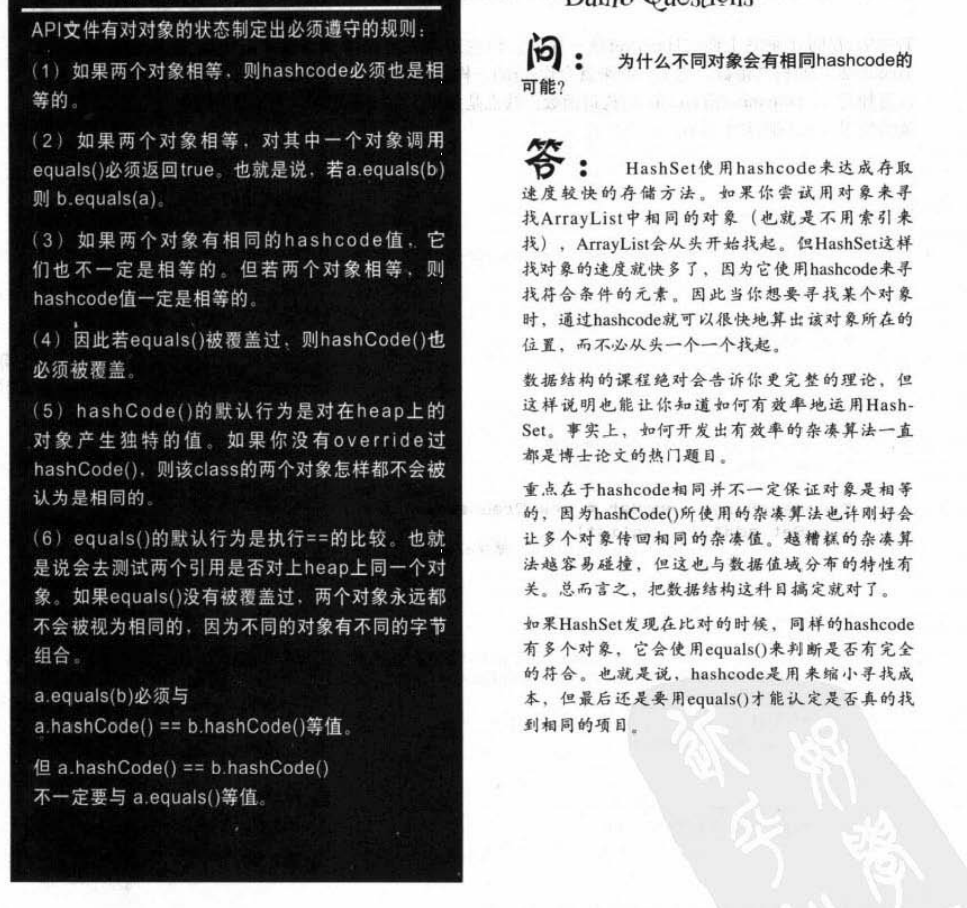 API文件有对对象的状态制定出必须遵守的规则：
（1）如果两个对象相等，则hashcode必须也是相
等的。
（2）如果两个对象相等，对其中一个对象调用
equals()必须返回true。也就是说，若a.equals(b)
则 b.equals(a)。
（3）如果两个对象有相同的hashcode值，它
们也不一定是相等的。但若两个对象相等，则
hashcode值一定是相等的。
（4）因此若equals()被覆盖过，则hashCode()也
必须被覆盖。
（5）hashCode()的默认行为是对在heap上的
对象产生独特的值。如果你没有override过
hashCode()，则该class的两个对象怎样都不会被
认为是相同的。
（6）equals()的默认行为是执行==的比较。也就
是说会去测试两个引用是否对上heap上同一个对
象。如果equals()没有被覆盖过，两个对象永远都
不会被视为相同的，因为不同的对象有不同的字节
组合。
a.equals(b)必须与
a.hashCode() == b.hashCode()等值。
但 a.hashCode() == b.hashCode()
不一定要与 a.equals()等值。
Dumb Questions
问： 为什么不同对象会有相同hashcode的
可能？
答： HashSet使用hashcode来达成存取
速度较快的存储方法。如果你尝试用对象来寻
找ArrayList中相同的对象（也就是不用索引来
找），ArrayList会从头开始找起。但HashSet这样
找对象的速度就快多了，因为它使用hashcode来寻
找符合条件的元素。因此当你想要寻找某个对象
时，通过hashcode就可以很快地算出该对象所在的
位置，而不必从头一个一个找起。
数据结构的课程绝对会告诉你更完整的理论，但
这样说明也能让你知道如何有效率地运用Hash-
Set。事实上，如何开发出有效率的杂凑算法一直
都是博士论文的热门题目。
重点在于hashcode相同并不一定保证对象是相等
的，因为hashCode()所使用的杂凑算法也许刚好会
让多个对象传回相同的杂凑值。越糟糕的杂凑算
法越容易碰撞，但这也与数据值域分布的特性有
关。总而言之，把数据结构这科目搞定就对了。
如果HashSet发现在比对的时候，同样的hashcode
有多个对象，它会使用equals()来判断是否有完全
的符合。也就是说，hashcode是用来缩小寻找成
本，但最后还是要用equals()才能认定是否真的找
到相同的项目。